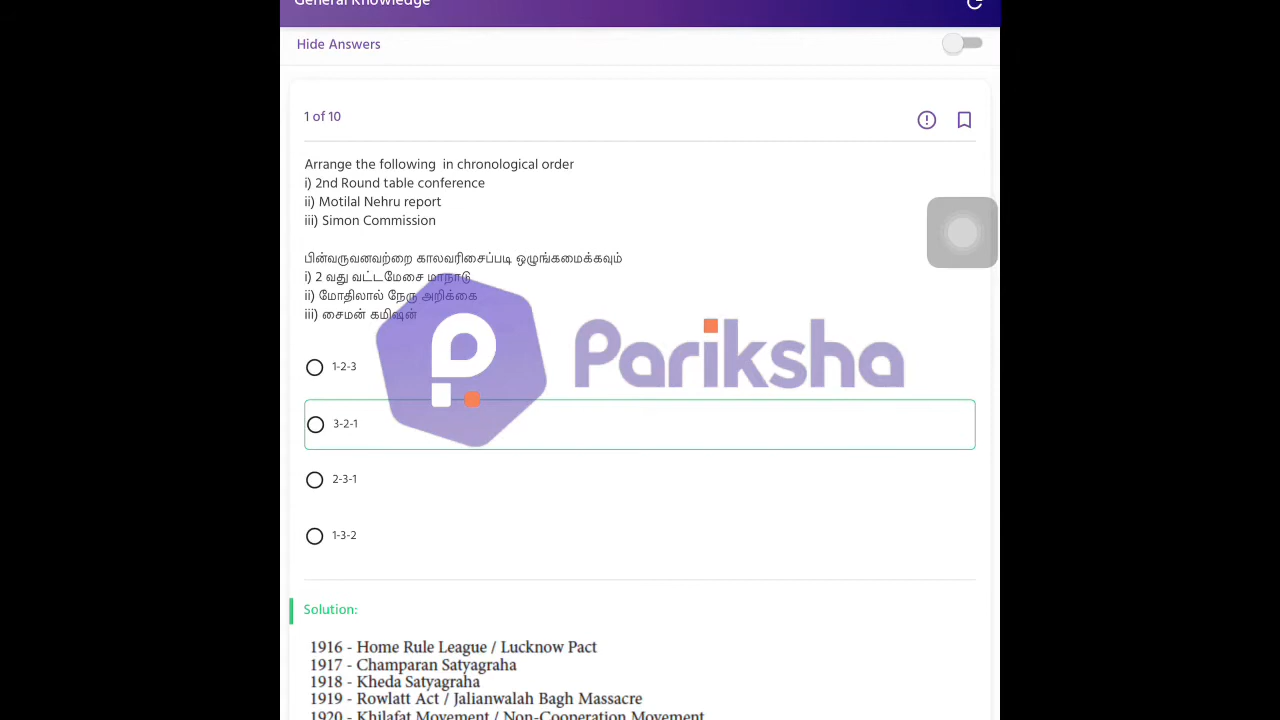 General Knowledge
Hide Answers
1 of 10
Arrange the following in chronological order
i) 2nd Round table conference
ii) Motilal Nehru report
iii) Simon Commission
பின்வருவனவற்றை காலவரிசைப்படி ஒழுங்கமைக்கவும்
i) 2 வது வட்டமேசை மாநாடு
ii) மோதிலால் நேரு அறிக்கை
iii) சைமன் கமிஷன்
Pariksha
1-2-3
3-2-1
2-3-1
1-3-2
Solution:
1916 - Home Rule League / Lucknow Pact
1917 - Champaran Satyagraha
1918 - Kheda Satyagraha
1919 - Rowlatt Act / Jalianwalah Bagh Massacre
1920 - Khilafat Movement / Non-Cooperation Movement